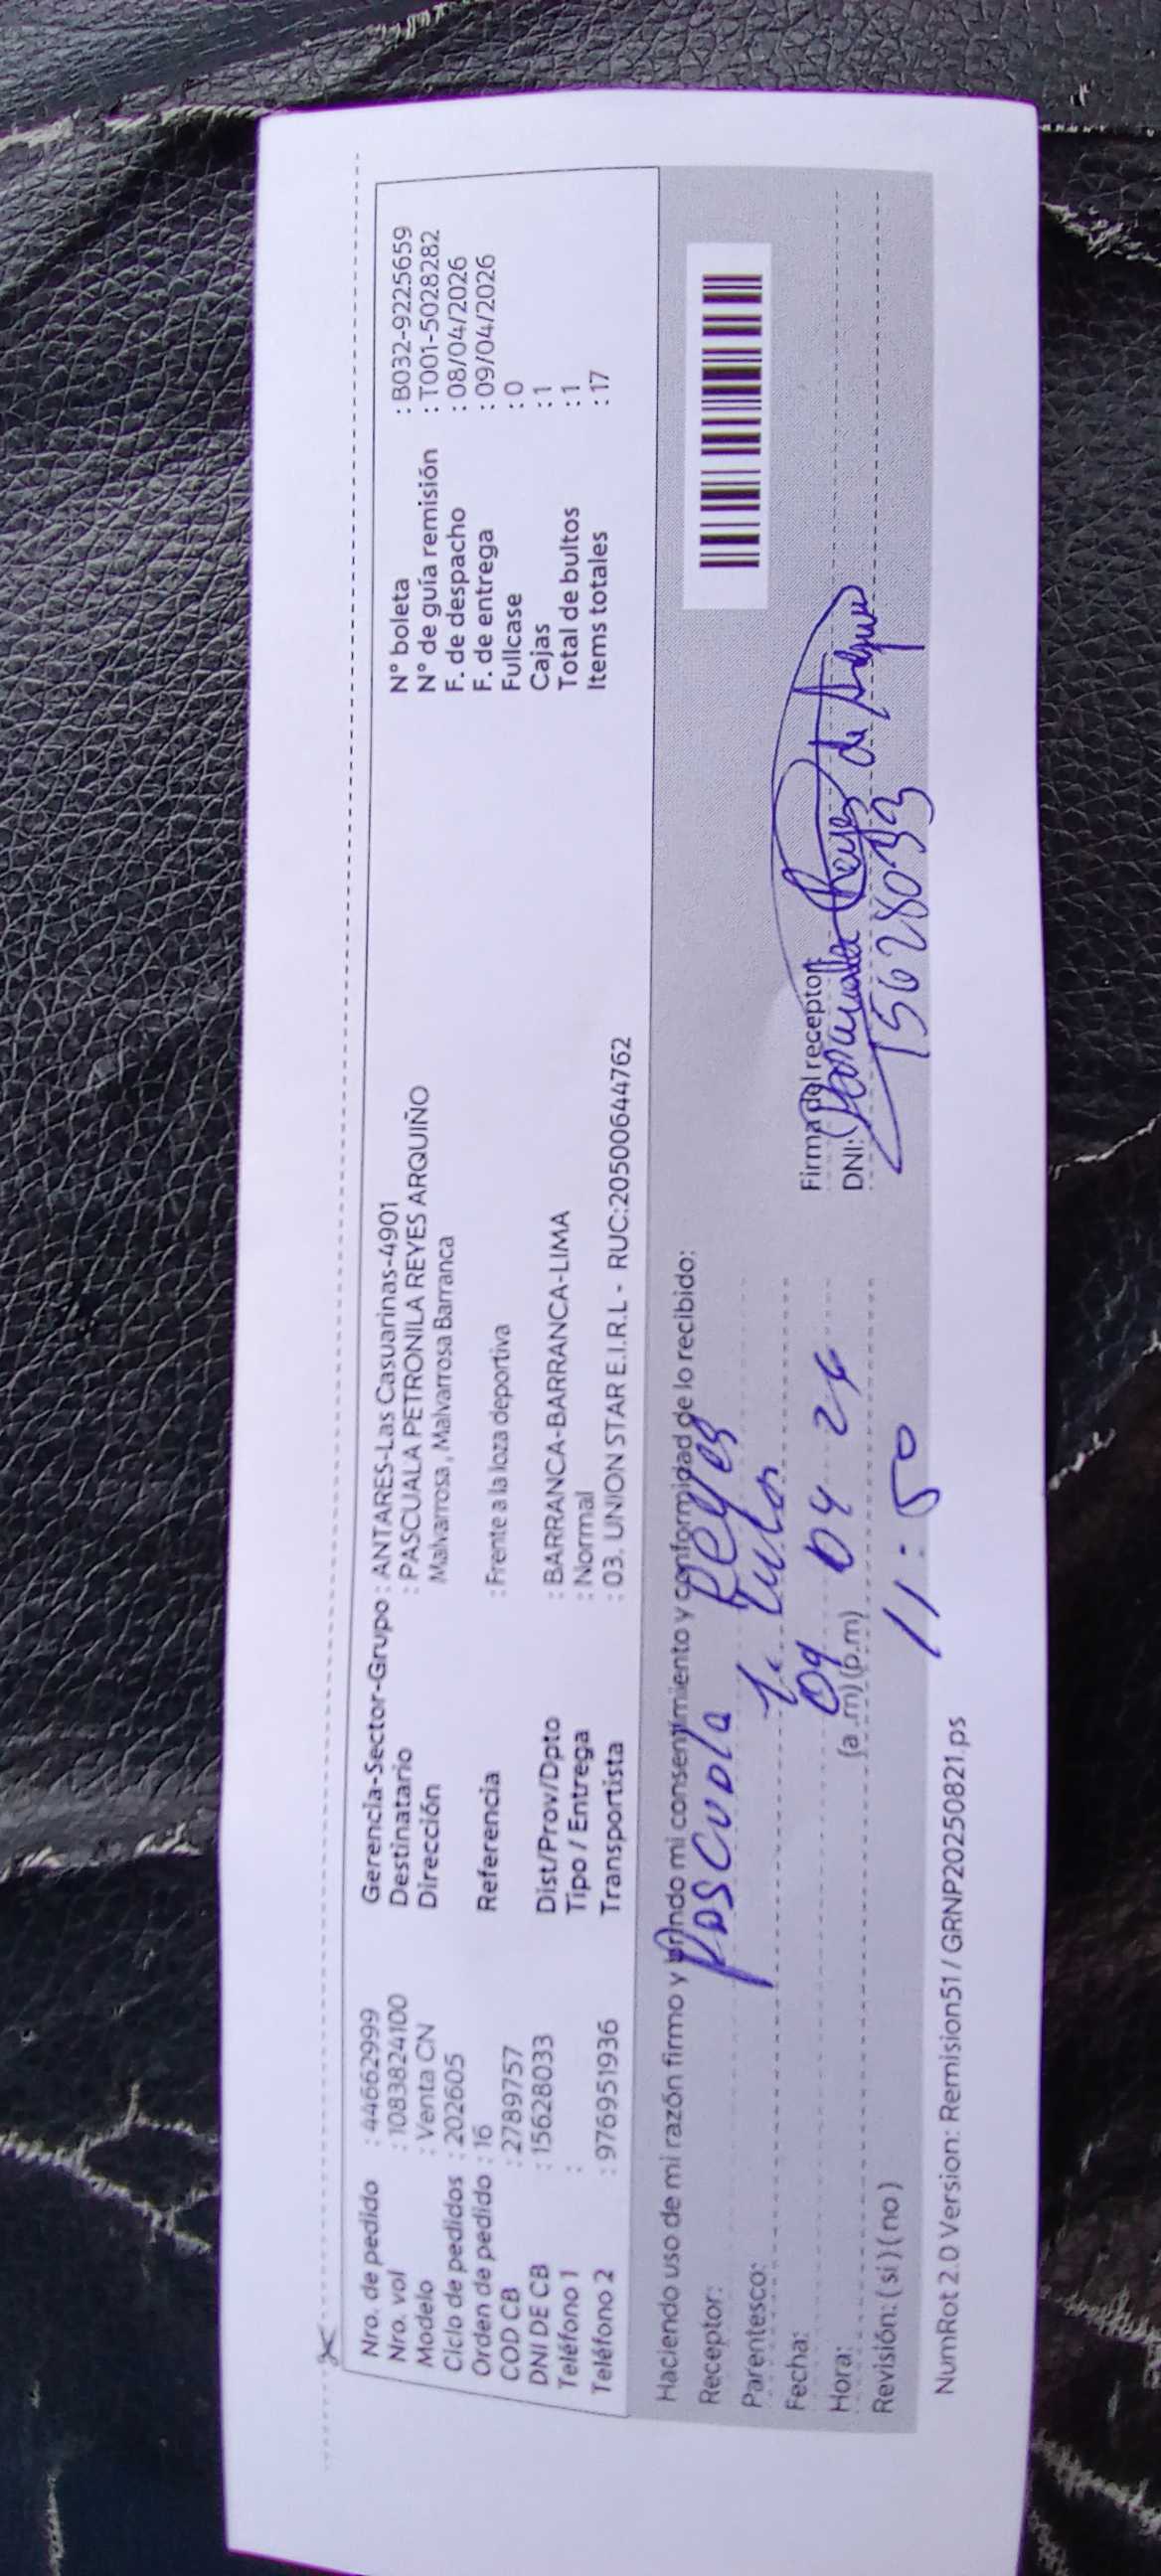 Nro. de pedido : 44662999
Nro. vol : 1083824100
Modelo : Venta CN
Ciclo de pedidos : 202605
Orden de pedido : 16
COD CB : 2789757
DNI DE CB : 15628033
Teléfono 1 :
Teléfono 2 : 976951936
Gerencia-Sector-Grupo : ANTARES-Las Casuarinas-4901
Destinatario : PASCUALA PETRONILA REYES ARQUIÑO
Dirección Malvarrosa, Malvarrosa Barranca
Referencia : Frente a la loza deportiva
Dist/Prov/Dpto : BARRANCA-BARRANCA-LIMA
Tipo / Entrega : Normal
Transportista : 03. UNION STAR E.I.R.L - RUC:20500644762
N° boleta : B032-9225659
N° de guía remisión : T001-5028282
F. de despacho : 08/04/2026
F. de entrega : 09/04/2026
Fullcase : 0
Cajas : 1
Total de bultos : 1
Items totales : 17
Haciendo uso de mi razón firmo y brindo mi consentimiento y conformidad de lo recibido:
Receptor: Pascuala Reyes
Parentesco:
Fecha: 09 04 26
Hora: (a.m) (p.m) 11:50
Revisión: ( si ) ( no )
Firma del receptor: Reyes de
DNI: 15628033
NumRot 2.0 Version: Remision51 / GRNP20250821.ps